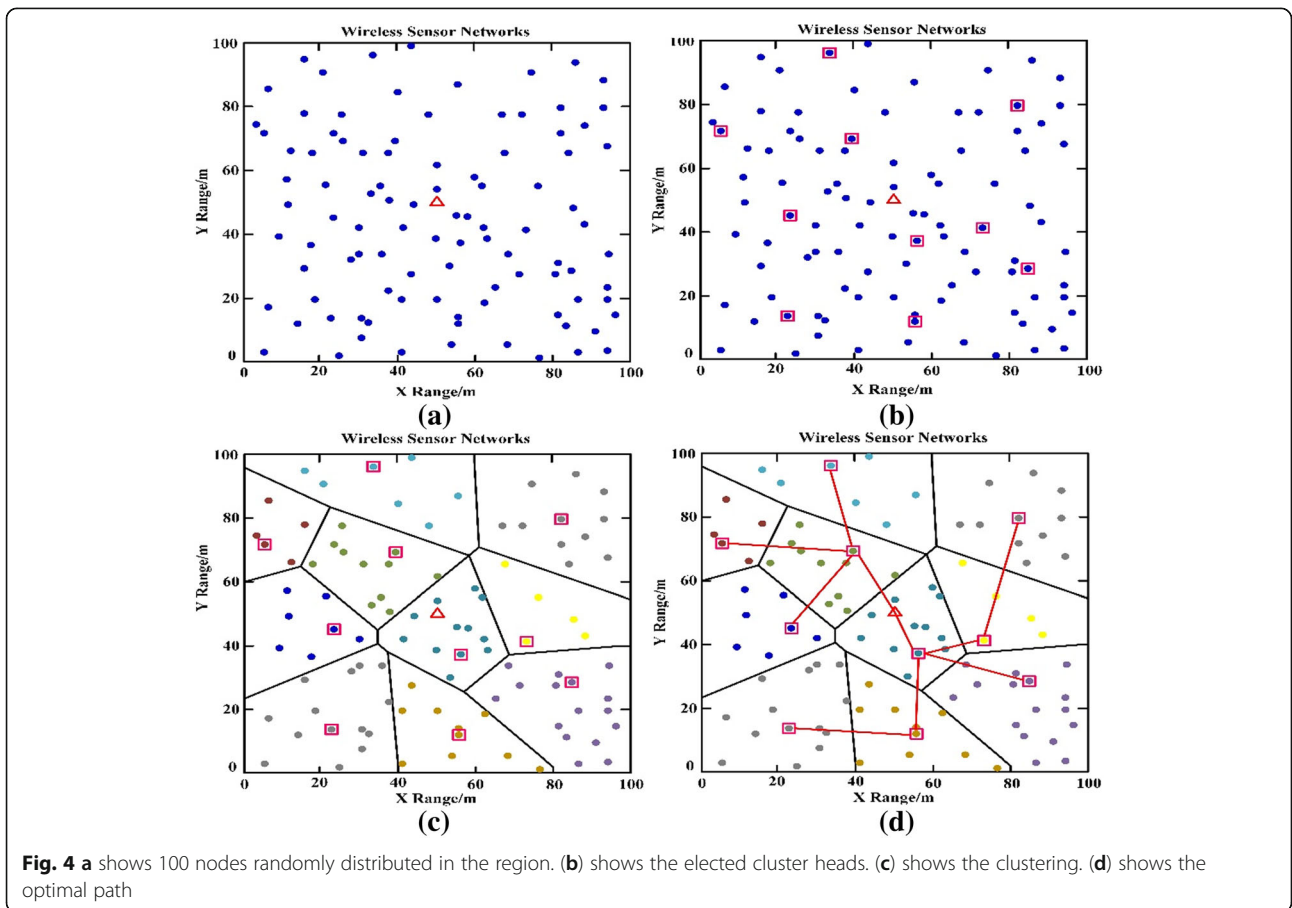 Wireless Sensor Networks
100
80
60
40
20
0
Y Range/m
0 20 40 60 80 100
X Range/m
(a)
Wireless Sensor Networks
100
80
60
40
20
0
Y Range/m
0 20 40 60 80 100
X Range/m
(b)
Wireless Sensor Networks
100
80
60
40
20
0
Y Range/m
0 20 40 60 80 100
X Range/m
(c)
Wireless Sensor Networks
100
80
60
40
20
0
Y Range/m
0 20 40 60 80 100
X Range/m
(d)
Fig. 4 a shows 100 nodes randomly distributed in the region. (b) shows the elected cluster heads. (c) shows the clustering. (d) shows the
optimal path